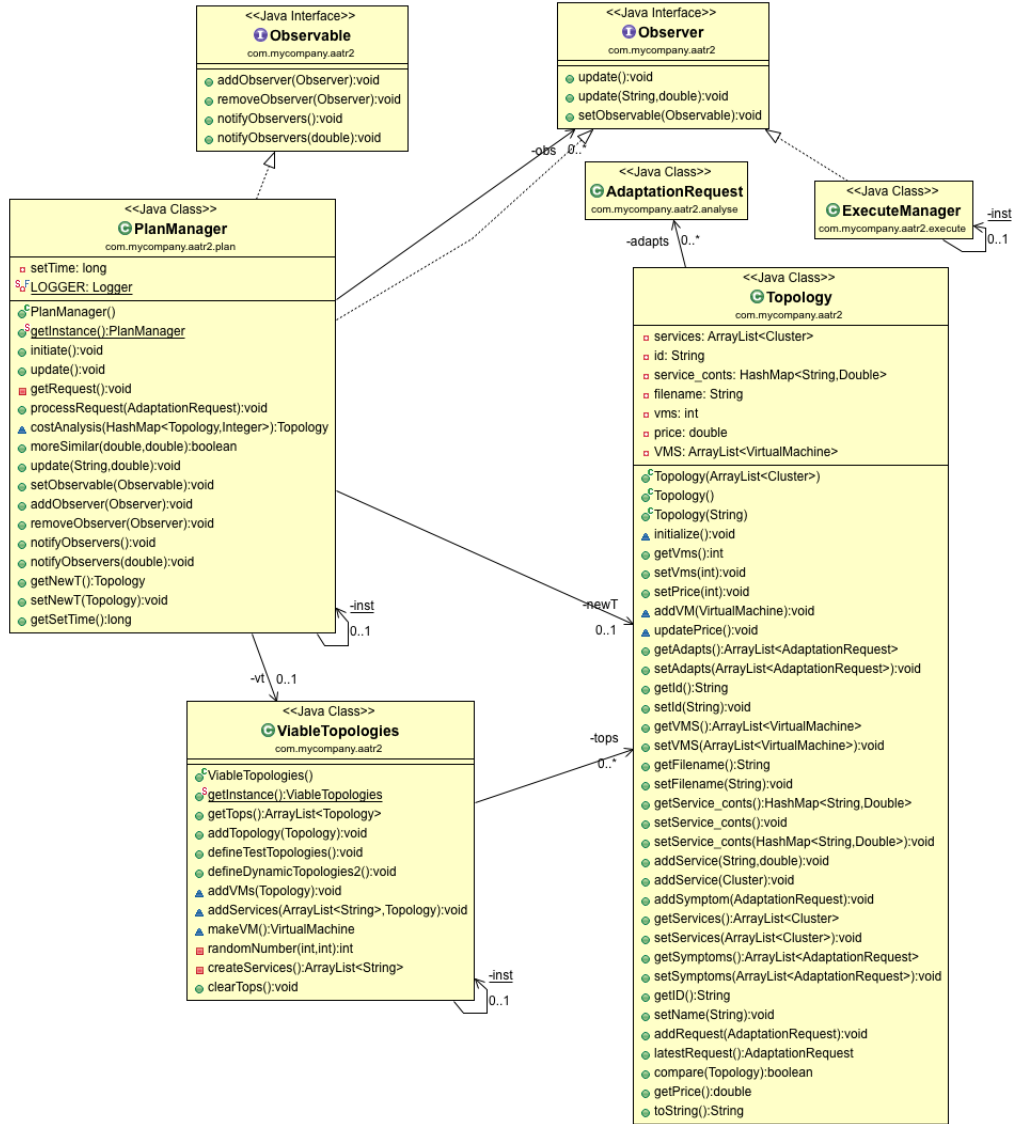 <<Java Interface>>
Observable
com.mycompany.aatr2
addObserver(Observer):void
removeObserver(Observer):void
notifyObservers():void
notifyObservers(double):void
<<Java Interface>>
Observer
com.mycompany.aatr2
update():void
update(String,double):void
setObservable(Observable):void
-obs
0..*
<<Java Class>>
AdaptationRequest
com.mycompany.aatr2.analyse
-adapts
0..*
<<Java Class>>
ExecuteManager
com.mycompany.aatr2.execute
-inst
0..1
<<Java Class>>
PlanManager
com.mycompany.aatr2.plan
setTime: long
LOGGER: Logger
PlanManager()
getInstance():PlanManager
initiate():void
update():void
getRequest():void
processRequest(AdaptationRequest):void
costAnalysis(HashMap<Topology,Integer>):Topology
moreSimilar(double,double):boolean
update(String,double):void
setObservable(Observable):void
addObserver(Observer):void
removeObserver(Observer):void
notifyObservers():void
notifyObservers(double):void
getNewT():Topology
setNewT(Topology):void
getSetTime():long
-inst
0..1
-newT
0..1
-vt
0..1
<<Java Class>>
ViableTopologies
com.mycompany.aatr2
ViableTopologies()
getInstance():ViableTopologies
getTops():ArrayList<Topology>
addTopology(Topology):void
defineTestTopologies():void
defineDynamicTopologies2():void
addVMs(Topology):void
addServices(ArrayList<String>,Topology):void
makeVM():VirtualMachine
randomNumber(int,int):int
createServices():ArrayList<String>
clearTops():void
-inst
0..1
-tops
0..*
<<Java Class>>
Topology
com.mycompany.aatr2
services: ArrayList<Cluster>
id: String
service_conts: HashMap<String,Double>
filename: String
vms: int
price: double
VMS: ArrayList<VirtualMachine>
Topology(ArrayList<Cluster>)
Topology()
Topology(String)
initialize():void
getVms():int
setVms(int):void
setPrice(int):void
addVM(VirtualMachine):void
updatePrice():void
getAdapts():ArrayList<AdaptationRequest>
setAdapts(ArrayList<AdaptationRequest>):void
getId():String
setId(String):void
getVMS():ArrayList<VirtualMachine>
setVMS(ArrayList<VirtualMachine>):void
getFilename():String
setFilename(String):void
getService_conts():HashMap<String,Double>
setService_conts():void
setService_conts(HashMap<String,Double>):void
addService(String,double):void
addService(Cluster):void
addSymptom(AdaptationRequest):void
getServices():ArrayList<Cluster>
setServices(ArrayList<Cluster>):void
getSymptoms():ArrayList<AdaptationRequest>
setSymptoms(ArrayList<AdaptationRequest>):void
getID():String
setName(String):void
addRequest(AdaptationRequest):void
latestRequest():AdaptationRequest
compare(Topology):boolean
getPrice():double
toString():String